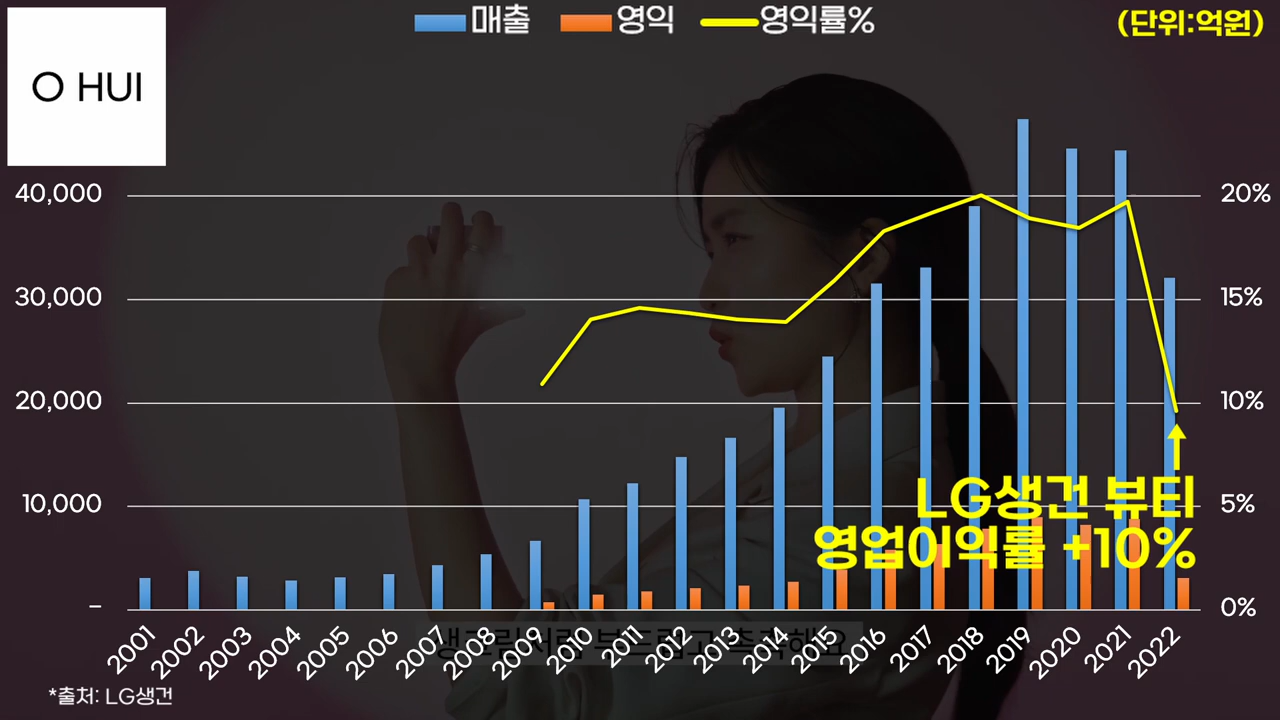 O HUI
매출 영익 영익률%
(단위:억원)
40,000
30,000
20,000
10,000
–
20%
15%
10%
5%
0%
LG생건 뷰티
영업이익률 +10%
2001 2002 2003 2004 2005 2006 2007 2008 2009 2010 2011 2012 2013 2014 2015 2016 2017 2018 2019 2020 2021 2022
*출처: LG생건